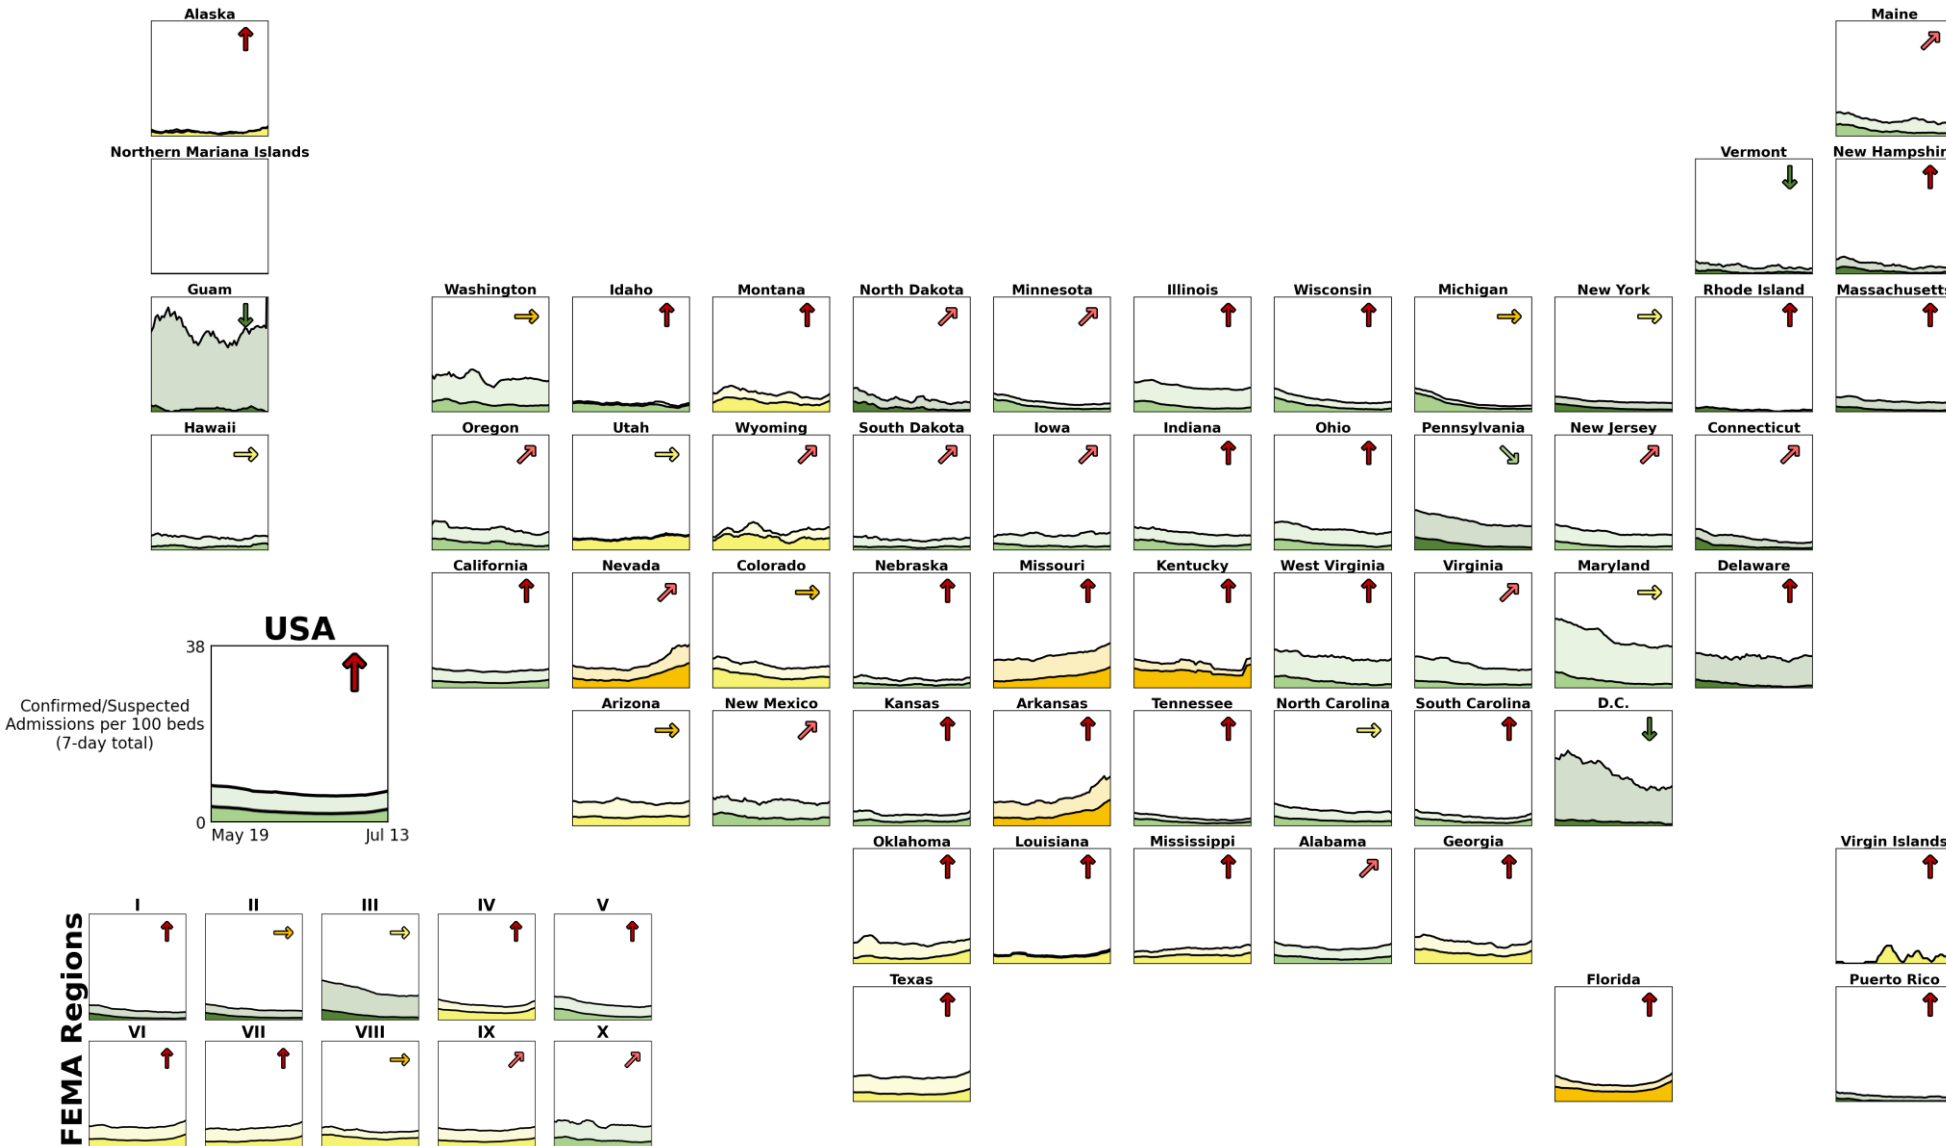 Alaska
Maine
Northern Mariana Islands
Vermont
New Hampshir
Guam
Washington
Idaho
Montana
North Dakota
Minnesota
Illinois
Wisconsin
Michigan
New York
Rhode Island
Massachusetts
Hawaii
Oregon
Utah
Wyoming
South Dakota
Iowa
Indiana
Ohio
Pennsylvania
New Jersey
Connecticut
California
Nevada
Colorado
Nebraska
Missouri
Kentucky
West Virginia
Virginia
Maryland
Delaware
USA
38
Confirmed/Suspected
Admissions per 100 beds
(7-day total)
0
May 19
Jul 13
Arizona
New Mexico
Kansas
Arkansas
Tennessee
North Carolina
South Carolina
D.C.
Oklahoma
Louisiana
Mississippi
Alabama
Georgia
Virgin Islands
Texas
Florida
Puerto Rico
FEMA Regions
I
II
III
IV
V
VI
VII
VIII
IX
X